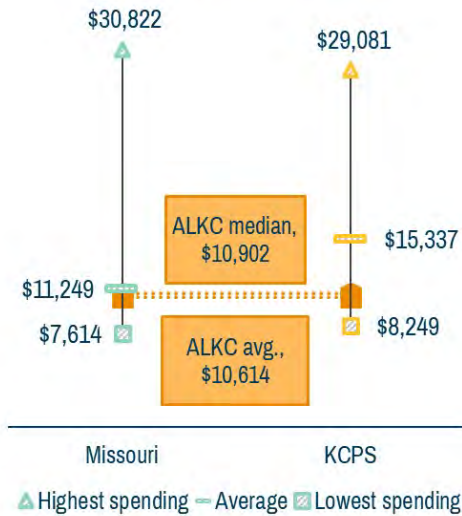 $30,822
$29,081
ALKC median,
$10,902
$15,337
$11,249
$7,614
$8,249
ALKC avg.,
$10,614
Missouri
KCPS
Highest spending
Average
Lowest spending